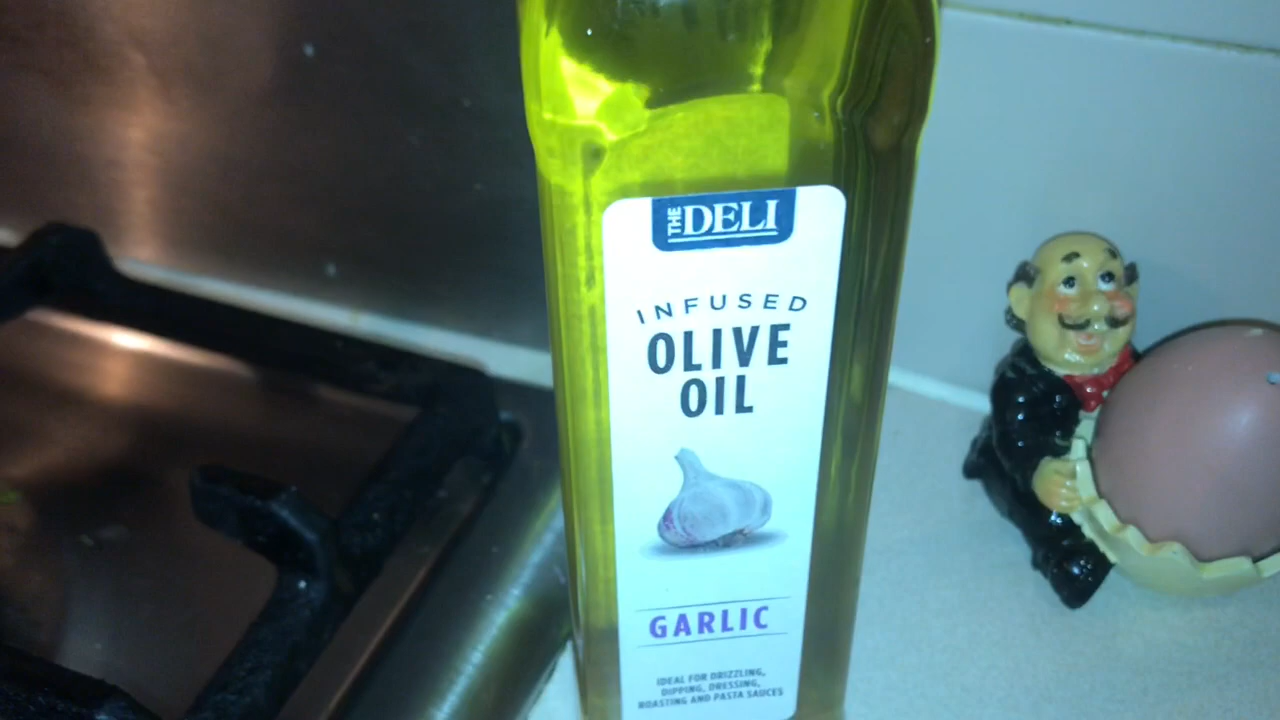 THE DELI
INFUSED
OLIVE
OIL
GARLIC
IDEAL FOR DRIZZLING,
DIPPING, DRESSING,
ROASTING AND PASTA SAUCES